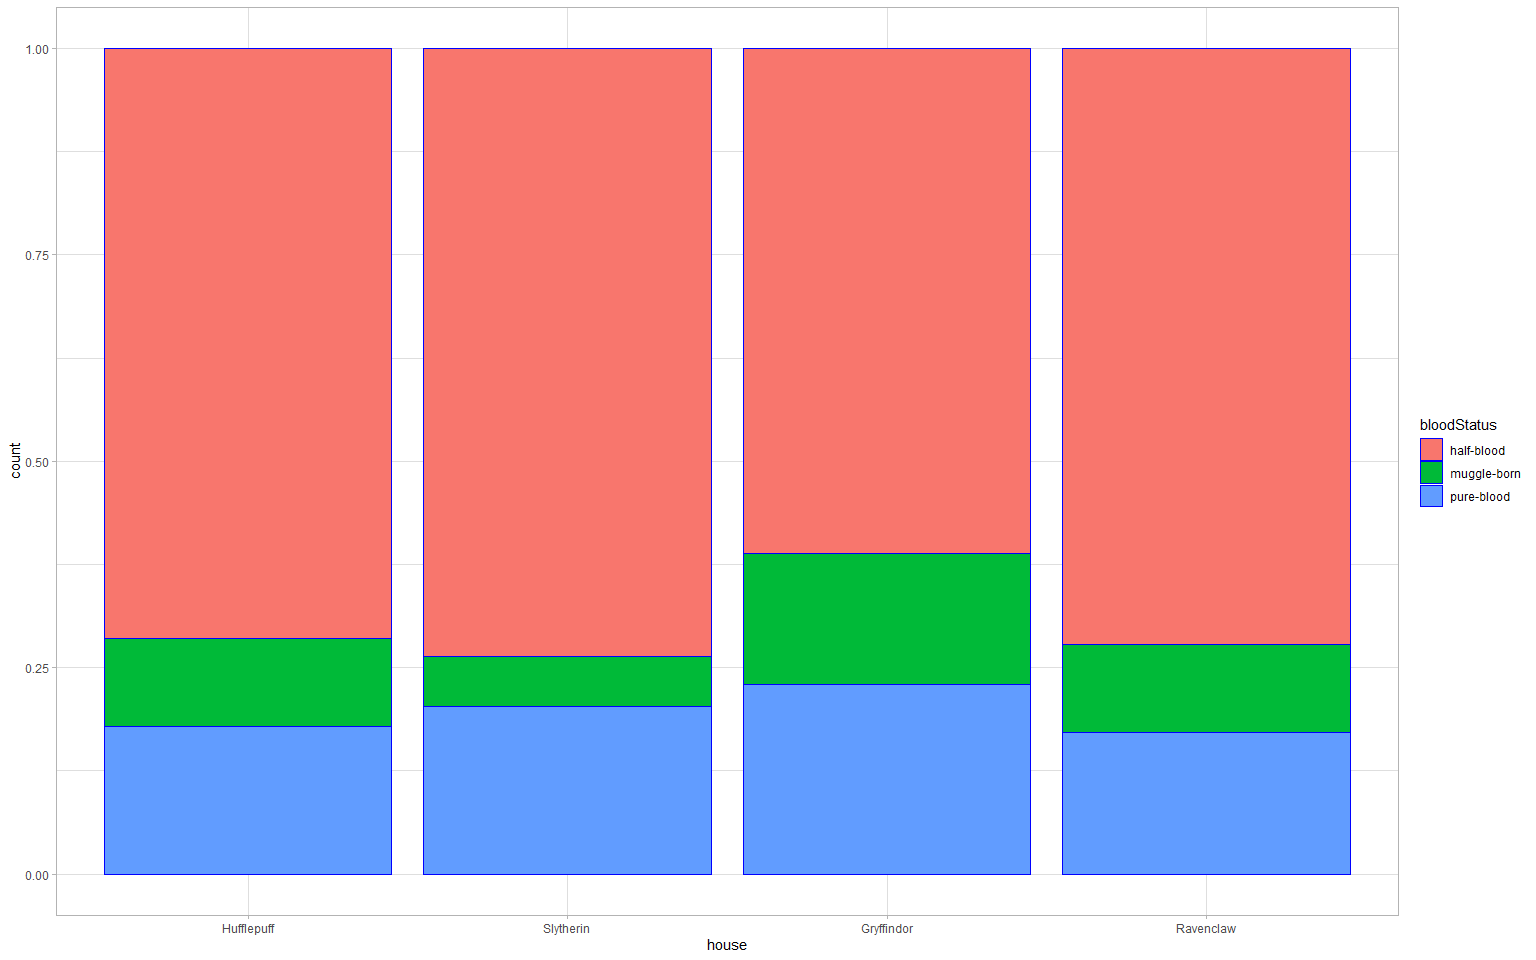 1.00
0.75
0.50
0.25
0.00
count
Hufflepuff
Slytherin
Gryffindor
Ravenclaw
house
bloodStatus
half-blood
muggle-born
pure-blood